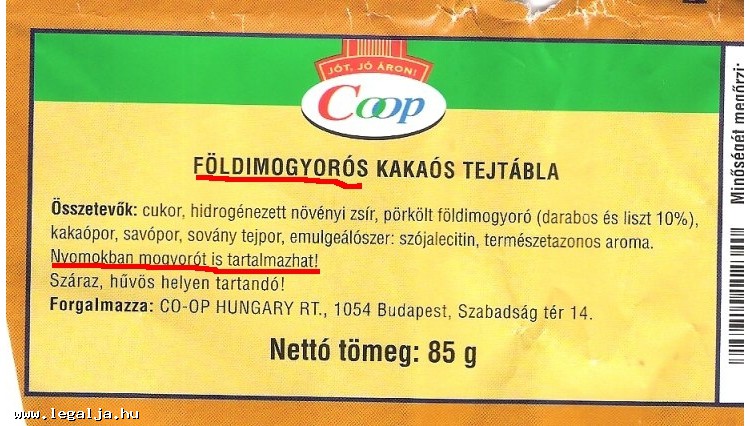 JÓT, JÓ ÁRON!
Coop
FÖLDIMOGYORÓS KAKAÓS TEJTÁBLA
Összetevők: cukor, hidrogénezett növényi zsír, pörkölt földimogyoró (darabos és liszt 10%),
kakaópor, savópor, sovány tejpor, emulgeálószer: szójalecitin, természetazonos aroma.
Nyomokban mogyorót is tartalmazhat!
Száraz, hűvös helyen tartandó!
Forgalmazza: CO-OP HUNGARY RT., 1054 Budapest, Szabadság tér 14.
Nettó tömeg: 85 g
Minőségét megőrzi:
www.legalja.hu